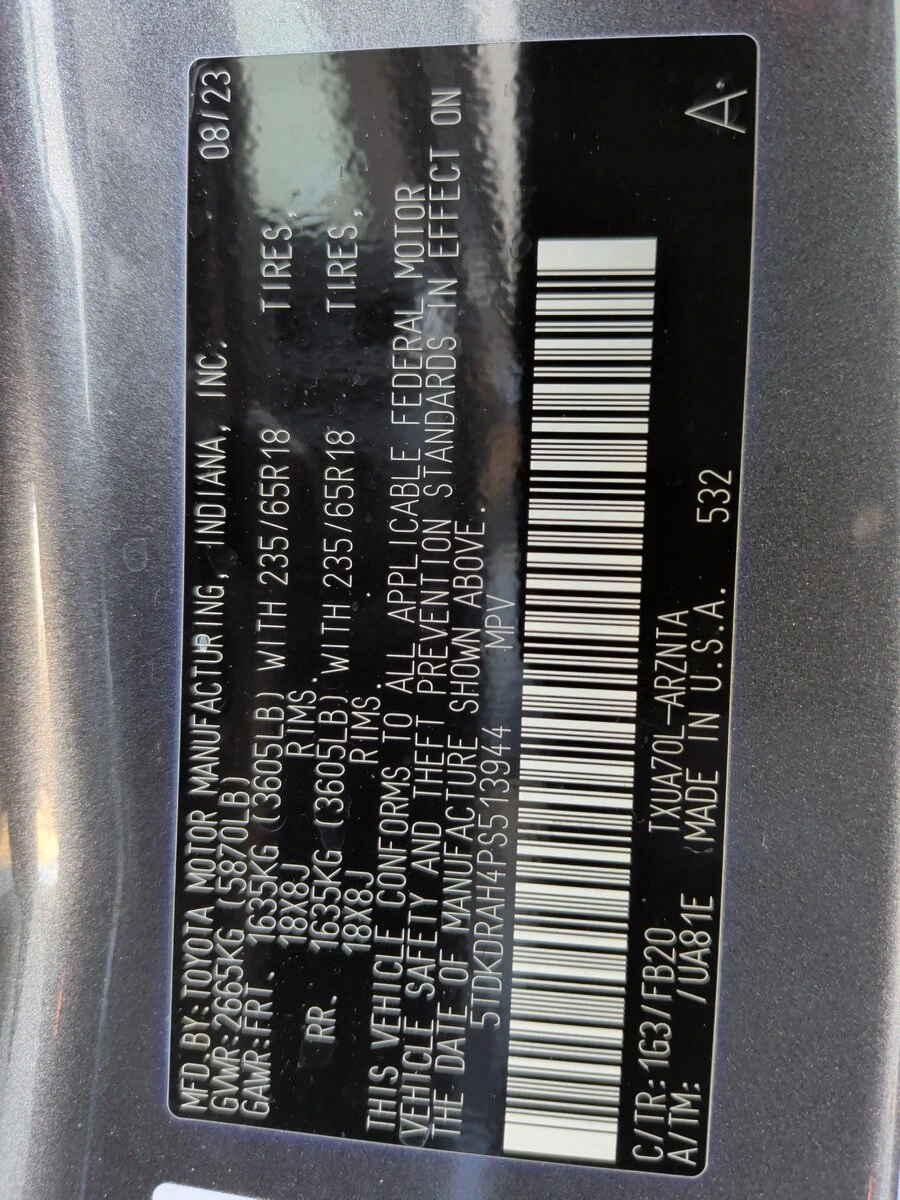 MFD.BY:TOYOTA MOTOR MANUFACTURING, INDIANA, INC. 08/23
GVWR:2665KG (5870LB)
GAWR:FRT. 1635KG (3605LB) WITH 235/65R18 TIRES,
18X8J RIMS.
RR. 1635KG (3605LB) WITH 235/65R18 TIRES,
18X8J RIMS.
THIS VEHICLE CONFORMS TO ALL APPLICABLE FEDERAL MOTOR
VEHICLE SAFETY AND THEFT PREVENTION STANDARDS IN EFFECT ON
THE DATE OF MANUFACTURE SHOWN ABOVE.
5TDKDRAH4PS513944 MPV
C/TR:1G3/FB20 TXUA70L-ARZNTA
A/TM: /UA81E (MADE IN U.S.A. 532 A